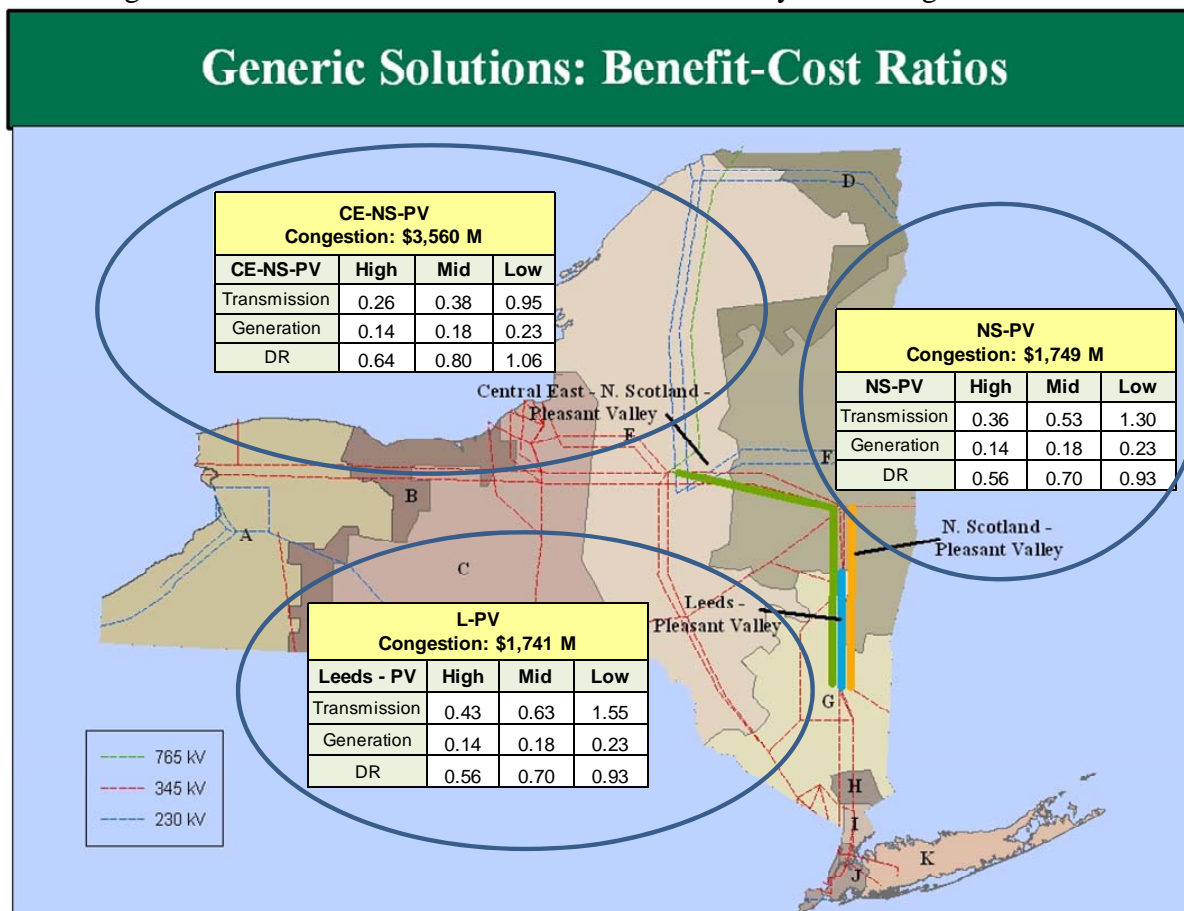 Generic Solutions: Benefit-Cost Ratios
D
CE-NS-PV
Congestion: $3,560 M
CE-NS-PV High Mid Low
Transmission 0.26 0.38 0.95
Generation 0.14 0.18 0.23
DR 0.64 0.80 1.06
NS-PV
Congestion: $1,749 M
NS-PV High Mid Low
Transmission 0.36 0.53 1.30
Generation 0.14 0.18 0.23
DR 0.56 0.70 0.93
Central East - N. Scotland -
Pleasant Valley
E
F
B
A
C
N. Scotland -
Pleasant Valley
Leeds -
Pleasant Valley
L-PV
Congestion: $1,741 M
Leeds - PV High Mid Low
Transmission 0.43 0.63 1.55
Generation 0.14 0.18 0.23
DR 0.56 0.70 0.93
G
765 kV
345 kV
230 kV
H
I
K
J